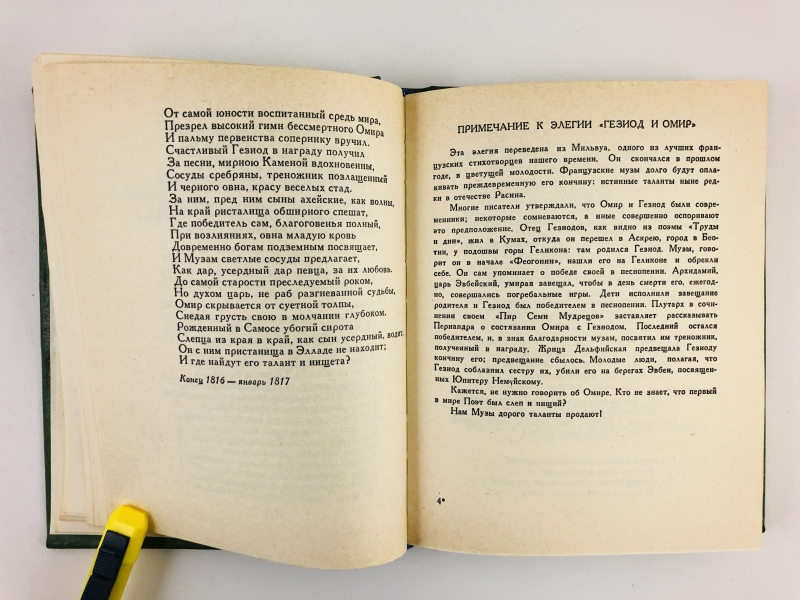 От самой юности воспитанный средь мира,
Презрел высокий гимн бессмертного Омира
И пальму первенства сопернику вручил.
Счастливый Гезиод в награду получил
За песни, мирною Каменой вдохновенны,
Сосуды сребряны, треножник позлащенный
И черного овна, красу веселых стад.
За ним, пред ним сыны ахейские, как волны,
На край ристалища обширного спешат,
Где победитель сам, благоговенья полный,
При возлияниях, овна младую кровь
Довременно богам подземным посвящает,
И Музам светлые сосуды предлагает,
Как дар, усердный дар певца, за их любовь.
До самой старости преследуемый роком,
Но духом царь, не раб разгневанной судьбы,
Омир скрывается от суетной толпы,
Снедая грусть свою в молчании глубоком.
Рожденный в Самосе убогий сирота
Слепца из края в край, как сын усердный, водит,
Он с ним пристанища в Элладе не находит;
И где найдут его талант и нищета?
Конец 1816 — январь 1817
ПРИМЕЧАНИЕ К ЭЛЕГИИ «ГЕЗИОД И ОМИР»
Эта элегия переведена из Мильвуа, одного из лучших фран-
цузских стихотворцев нашего времени. Он скончался в прошлом
годе, в цветущей молодости. Французские музы долго будут опла-
кивать преждевременную его кончину: истинные таланты ныне ред-
ки в отечестве Расина.
Многие писатели утверждали, что Омир и Гезиод были совре-
менники; некоторые сомневаются, а иные совершенно оспоривают
это предположение. Отец Гезиодов, как видно из поэмы «Труды
и дни», жил в Кумах, откуда он перешел в Аскрею, город в Бео-
тии, у подошвы горы Геликона: там родился Гезиод. Музы, гово-
рит он в начале «Феогонии», нашли его на Геликоне и обрекли
себе. Он сам упоминает о победе своей в песнопении. Архидамий,
царь Эвбейский, умирая завещал, чтобы в день смерти его, ежегод-
но, совершались погребальные игры. Дети исполнили завещание
родителя и Гезиод был победителем в песнопении. Плутарх в сочи-
нении своем «Пир Семи Мудрецов» заставляет рассказывать
Периандра о состязании Омира с Гезиодом. Последний остался
победителем, и, в знак благодарности музам, посвятил им треножник,
полученный в награду. Жрица Дельфийская предвещала Гезиоду
кончину его; предвещание сбылось. Молодые люди, полагая, что
Гезиод соблазнил сестру их, убили его на берегах Эвбеи, посвящен-
ных Юпитеру Немейскому.
Кажется, не нужно говорить об Омире. Кто не знает, что первый
в мире Поэт был слеп и нищий?
Нам Музы дорого таланты продают!
4*